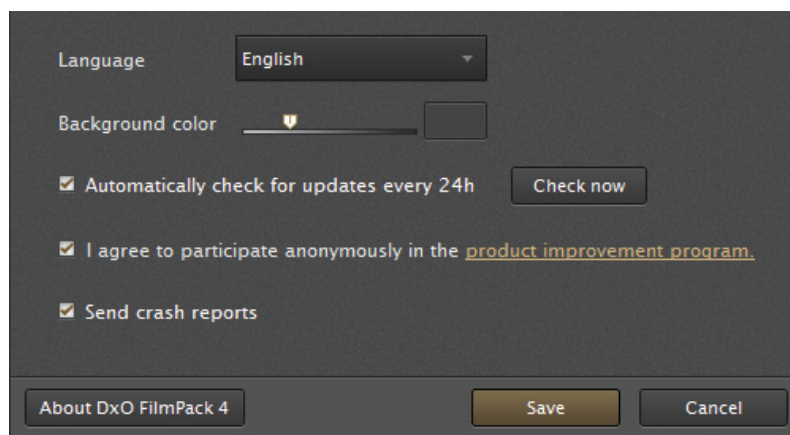 Language English
Background color
Automatically check for updates every 24h Check now
I agree to participate anonymously in the product improvement program.
Send crash reports
About DxO FilmPack 4 Save Cancel